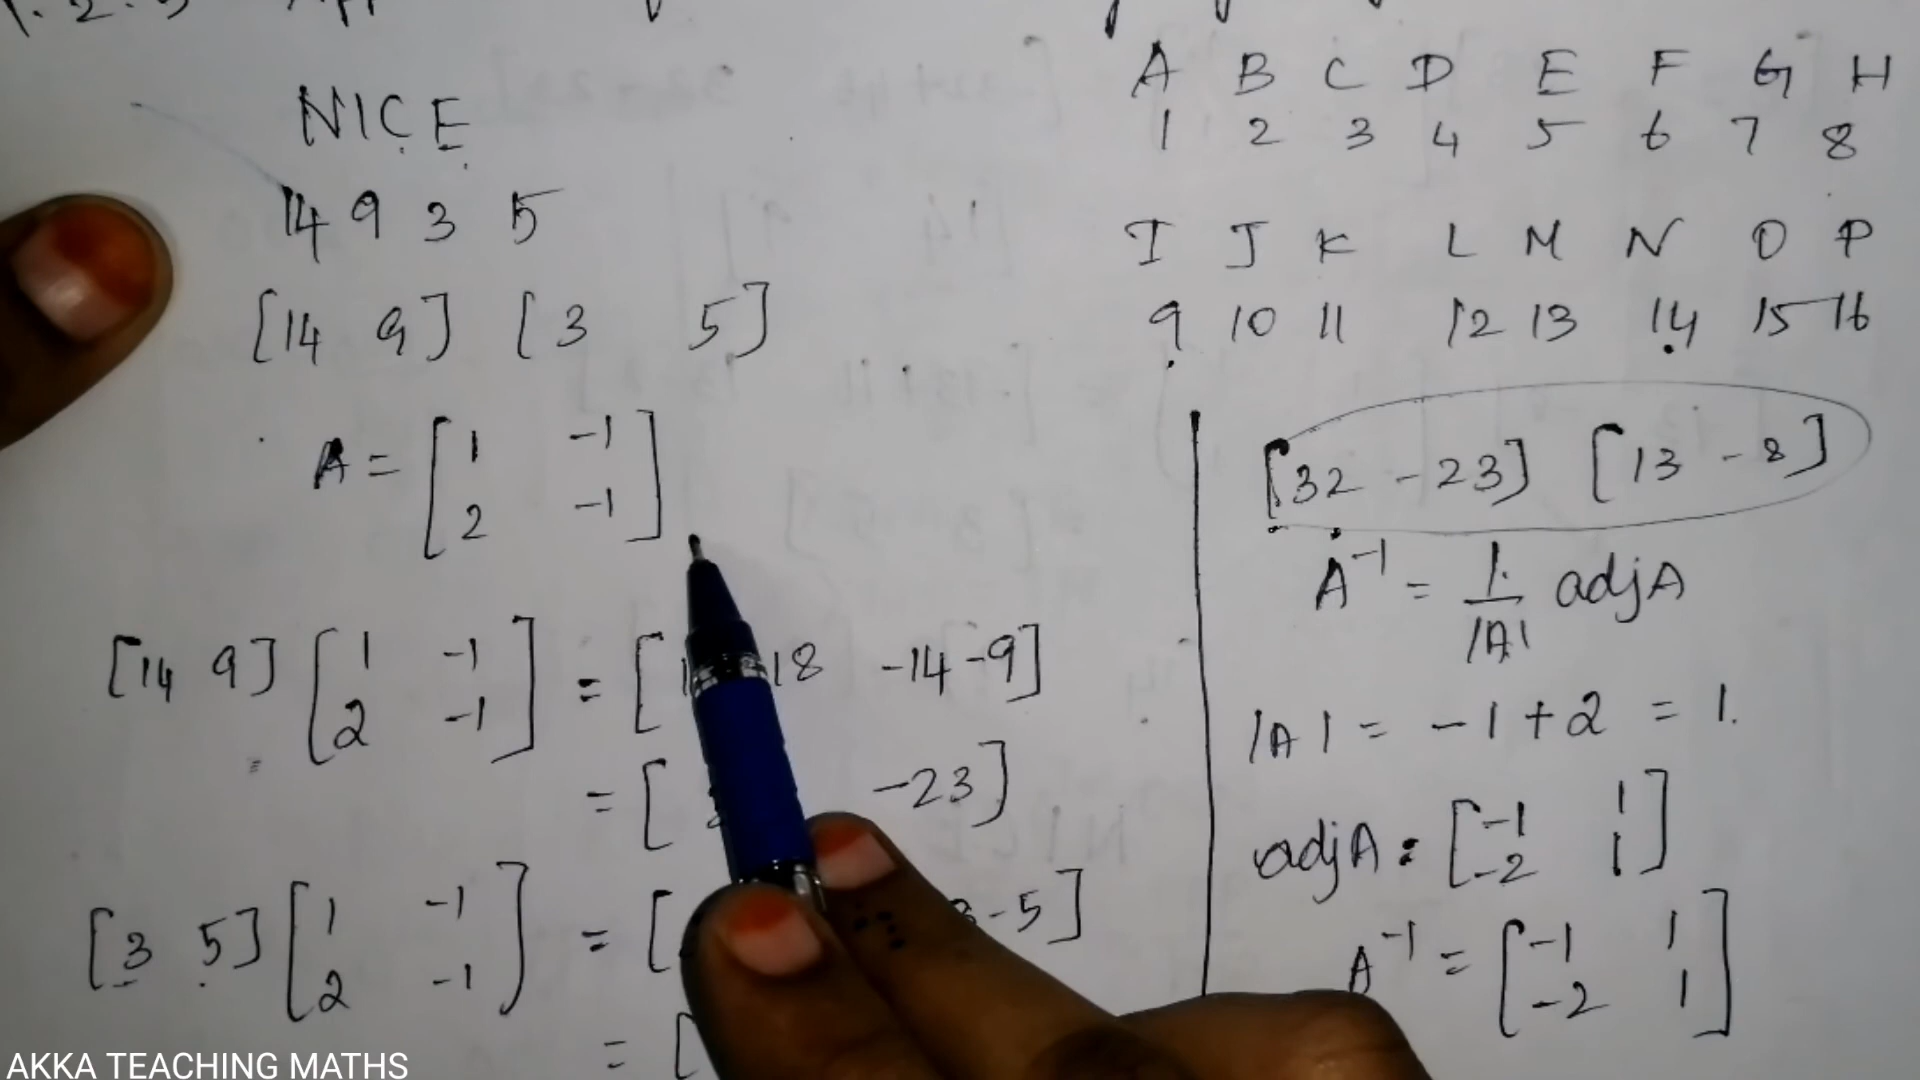 NICE
14 9 3 5
[14 9] [3 5]
A = [1 -1
2 -1]
[14 9] [1 -1
2 -1] = [1 18 -14-9]
= [ -23]
[3 5] [1 -1
2 -1] = [ -5]
= [
A B C D E F G H
1 2 3 4 5 6 7 8
I J K L M N O P
9 10 11 12 13 14 15 16
[32 -23] [13 -8]
A⁻¹ = 1/|A| adjA
|A| = -1+2 = 1.
adjA = [-1 1
-2 1]
A⁻¹ = [-1 1
-2 1]
AKKA TEACHING MATHS